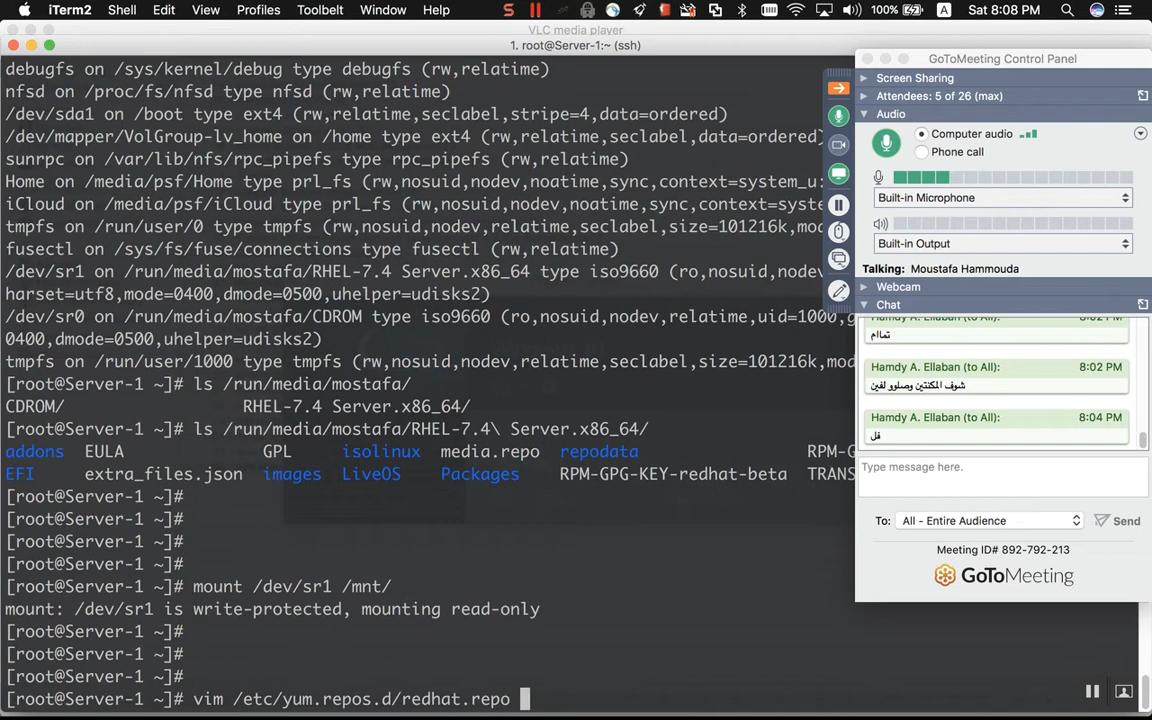 iTerm2 Shell Edit View Profiles Toolbelt Window Help 100% A Sat 8:08 PM
VLC media player
1. root@Server-1:~ (ssh)
debugfs on /sys/kernel/debug type debugfs (rw,relatime)
nfsd on /proc/fs/nfsd type nfsd (rw,relatime)
/dev/sda1 on /boot type ext4 (rw,relatime,seclabel,stripe=4,data=ordered)
/dev/mapper/VolGroup-lv_home on /home type ext4 (rw,relatime,seclabel,data=ordered)
sunrpc on /var/lib/nfs/rpc_pipefs type rpc_pipefs (rw,relatime)
Home on /media/psf/Home type prl_fs (rw,nosuid,nodev,noatime,sync,context=system_u:
iCloud on /media/psf/iCloud type prl_fs (rw,nosuid,nodev,noatime,sync,context=syste
tmpfs on /run/user/0 type tmpfs (rw,nosuid,nodev,relatime,seclabel,size=101216k,mod
fusectl on /sys/fs/fuse/connections type fusectl (rw,relatime)
/dev/sr1 on /run/media/mostafa/RHEL-7.4 Server.x86_64 type iso9660 (ro,nosuid,nodev
harset=utf8,mode=0400,dmode=0500,uhelper=udisks2)
/dev/sr0 on /run/media/mostafa/CDROM type iso9660 (ro,nosuid,nodev,relatime,uid=1000,g
0400,dmode=0500,uhelper=udisks2)
tmpfs on /run/user/1000 type tmpfs (rw,nosuid,nodev,relatime,seclabel,size=101216k,
[root@Server-1 ~]# ls /run/media/mostafa/
CDROM/ RHEL-7.4 Server.x86_64/
[root@Server-1 ~]# ls /run/media/mostafa/RHEL-7.4\ Server.x86_64/
addons EULA GPL isolinux media.repo repodata RPM-G
EFI extra_files.json images LiveOS Packages RPM-GPG-KEY-redhat-beta TRANS
[root@Server-1 ~]#
[root@Server-1 ~]#
[root@Server-1 ~]#
[root@Server-1 ~]#
[root@Server-1 ~]# mount /dev/sr1 /mnt/
mount: /dev/sr1 is write-protected, mounting read-only
[root@Server-1 ~]#
[root@Server-1 ~]#
[root@Server-1 ~]#
[root@Server-1 ~]# vim /etc/yum.repos.d/redhat.repo
GoToMeeting Control Panel
Screen Sharing
Attendees: 5 of 26 (max)
Audio
Computer audio
Phone call
Built-in Microphone
Built-in Output
Talking: Moustafa Hammouda
Webcam
Chat
Hamdy A. Ellaban (to All): 8:02 PM
تماام
Hamdy A. Ellaban (to All): 8:02 PM
شوف المكنتين وصلوو لفين
Hamdy A. Ellaban (to All): 8:04 PM
فل
Type message here.
To: All - Entire Audience Send
Meeting ID# 892-792-213
GoToMeeting